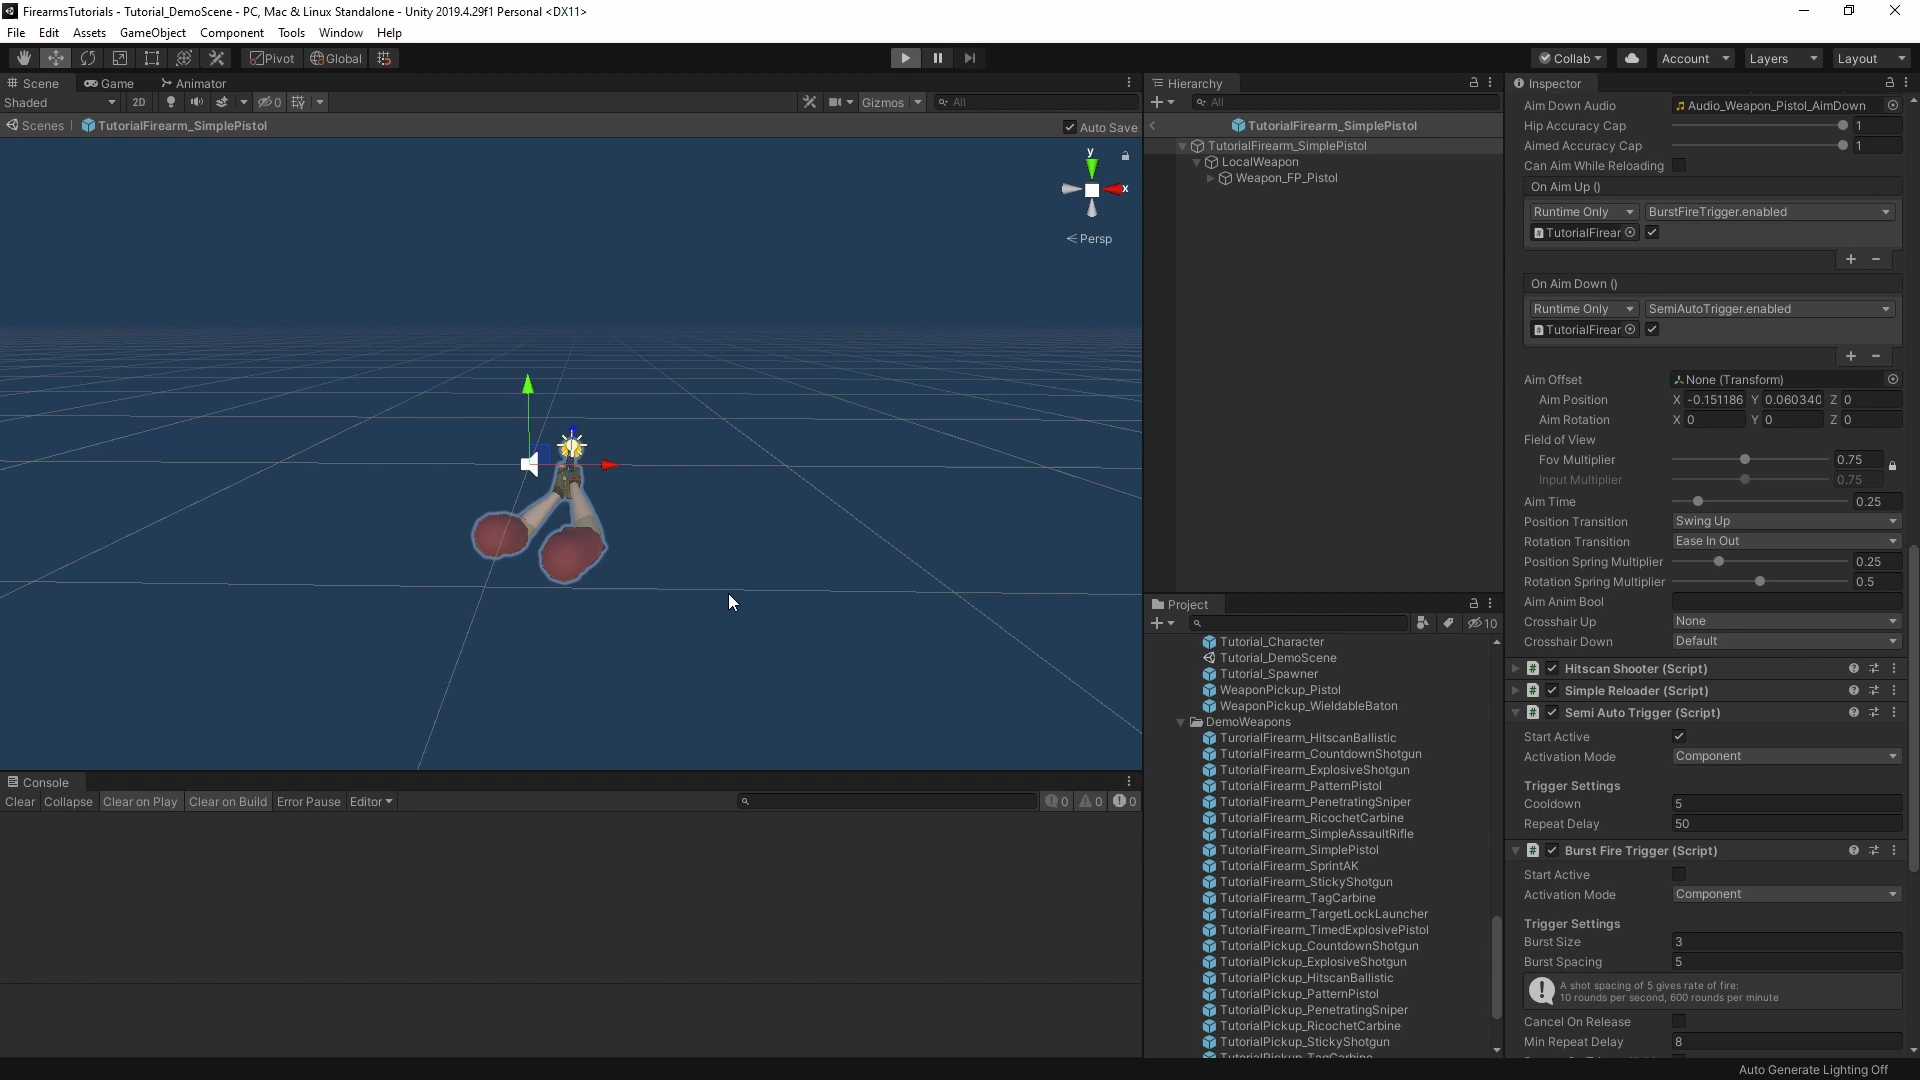 FirearmsTutorials - Tutorial_DemoScene - PC, Mac & Linux Standalone - Unity 2019.4.29f1 Personal <DX11>
File Edit Assets GameObject Component Tools Window Help
Pivot Global Collab Account Layers Layout
Scene Game Animator
Shaded 2D 0 Gizmos All
Scenes TutorialFirearm_SimplePistol Auto Save
y
x
Persp
Console
Clear Collapse Clear on Play Clear on Build Error Pause Editor 0 0 0
Hierarchy
All
TutorialFirearm_SimplePistol
TutorialFirearm_SimplePistol
LocalWeapon
Weapon_FP_Pistol
Project
10
Tutorial_Character
Tutorial_DemoScene
Tutorial_Spawner
WeaponPickup_Pistol
WeaponPickup_WieldableBaton
DemoWeapons
TurorialFirearm_HitscanBallistic
TutorialFirearm_CountdownShotgun
TutorialFirearm_ExplosiveShotgun
TutorialFirearm_PatternPistol
TutorialFirearm_PenetratingSniper
TutorialFirearm_RicochetCarbine
TutorialFirearm_SimpleAssaultRifle
TutorialFirearm_SimplePistol
TutorialFirearm_SprintAK
TutorialFirearm_StickyShotgun
TutorialFirearm_TagCarbine
TutorialFirearm_TargetLockLauncher
TutorialFirearm_TimedExplosivePistol
TutorialPickup_CountdownShotgun
TutorialPickup_ExplosiveShotgun
TutorialPickup_HitscanBallistic
TutorialPickup_PatternPistol
TutorialPickup_PenetratingSniper
TutorialPickup_RicochetCarbine
TutorialPickup_StickyShotgun
TutorialPickup_TagCarbine
Inspector
Aim Down Audio Audio_Weapon_Pistol_AimDown
Hip Accuracy Cap 1
Aimed Accuracy Cap 1
Can Aim While Reloading
On Aim Up ()
Runtime Only BurstFireTrigger.enabled
TutorialFirear
On Aim Down ()
Runtime Only SemiAutoTrigger.enabled
TutorialFirear
Aim Offset None (Transform)
Aim Position X -0.151186 Y 0.060340 Z 0
Aim Rotation X 0 Y 0 Z 0
Field of View
Fov Multiplier 0.75
Input Multiplier 0.75
Aim Time 0.25
Position Transition Swing Up
Rotation Transition Ease In Out
Position Spring Multiplier 0.25
Rotation Spring Multiplier 0.5
Aim Anim Bool
Crosshair Up None
Crosshair Down Default
Hitscan Shooter (Script)
Simple Reloader (Script)
Semi Auto Trigger (Script)
Start Active
Activation Mode Component
Trigger Settings
Cooldown 5
Repeat Delay 50
Burst Fire Trigger (Script)
Start Active
Activation Mode Component
Trigger Settings
Burst Size 3
Burst Spacing 5
A shot spacing of 5 gives rate of fire:
10 rounds per second, 600 rounds per minute
Cancel On Release
Min Repeat Delay 8
Auto Generate Lighting Off